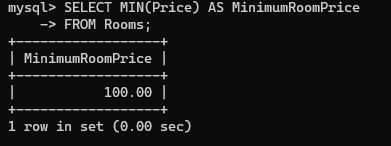 mysql> SELECT MIN(Price) AS MinimumRoomPrice
    -> FROM Rooms;
+------------------+
| MinimumRoomPrice |
+------------------+
|           100.00 |
+------------------+
1 row in set (0.00 sec)